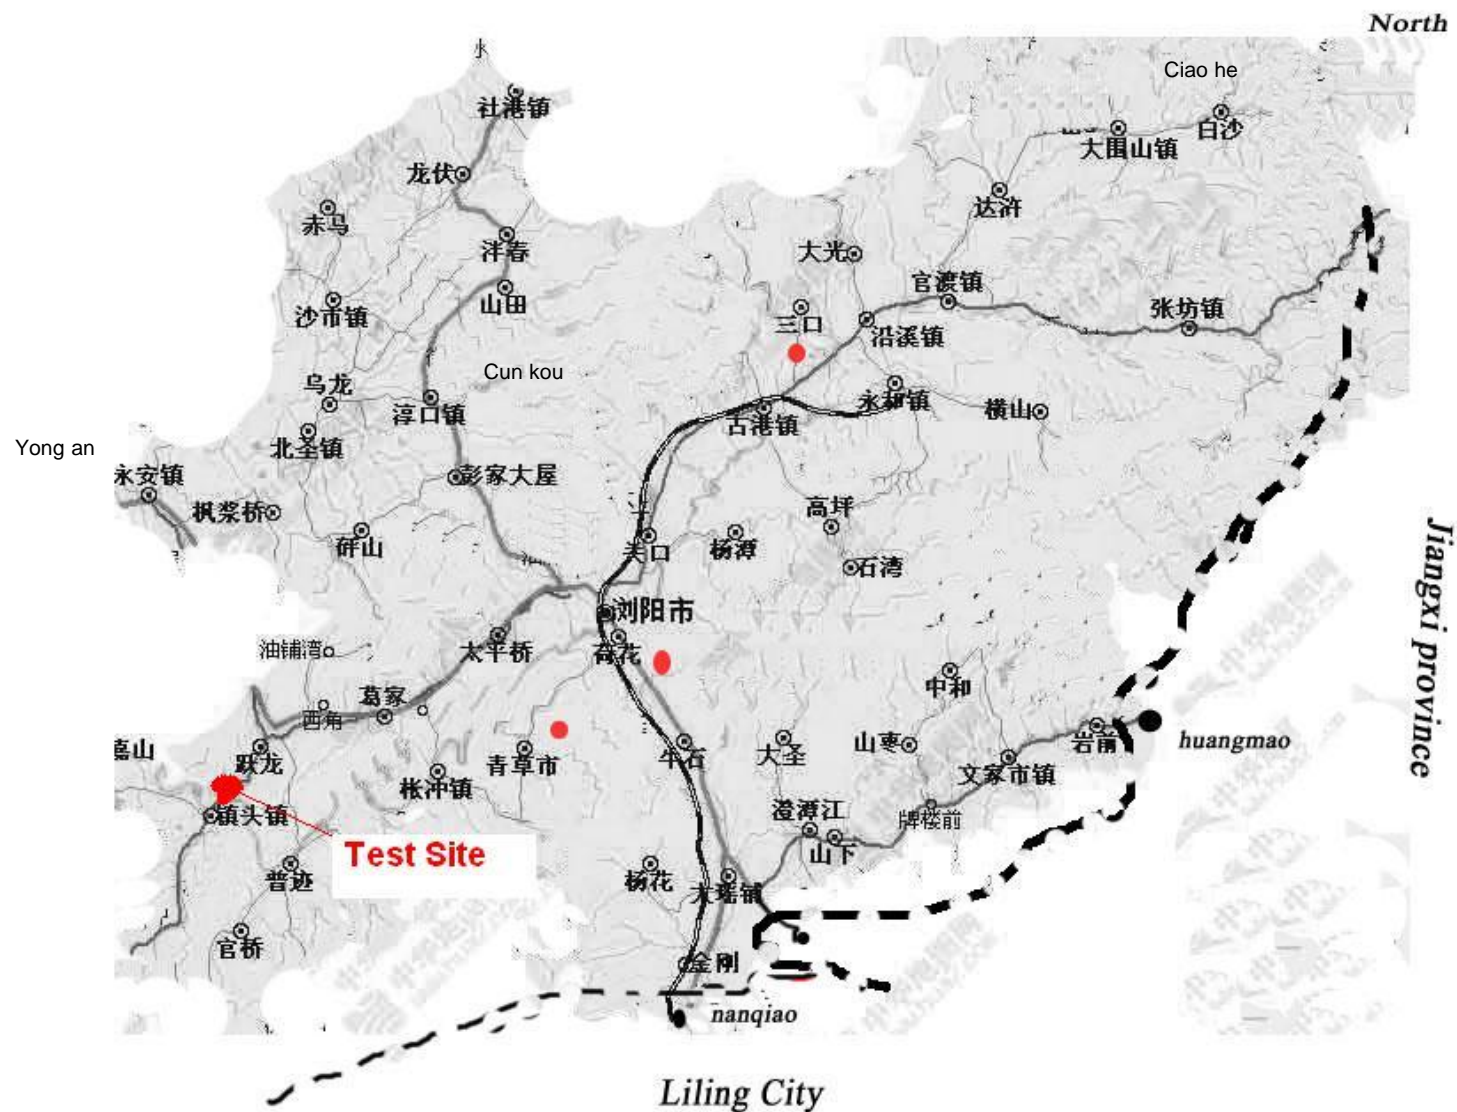 North
Ciao he
社港镇
白沙
大围山镇
龙伏
达浒
赤马
泮春
大光
官渡镇
山田
沙市镇
三口
沿溪镇
张坊镇
Cun kou
乌龙
淳口镇
永和镇
横山
古港镇
北圣镇
Yong an
永安镇
彭家大屋
枫浆桥
高坪
砰山
关口
杨潭
石湾
浏阳市
油铺湾
太平桥
荷花
中和
葛家
西角
Jiangxi province
huangmao
岩前
跃龙
青草市
牛石
大圣
山枣
文家市镇
枨冲镇
镇头镇
澄潭江
牌楼前
山下
Test Site
普迹
杨花
大瑶镇
官桥
金刚
nanqiao
Liling City